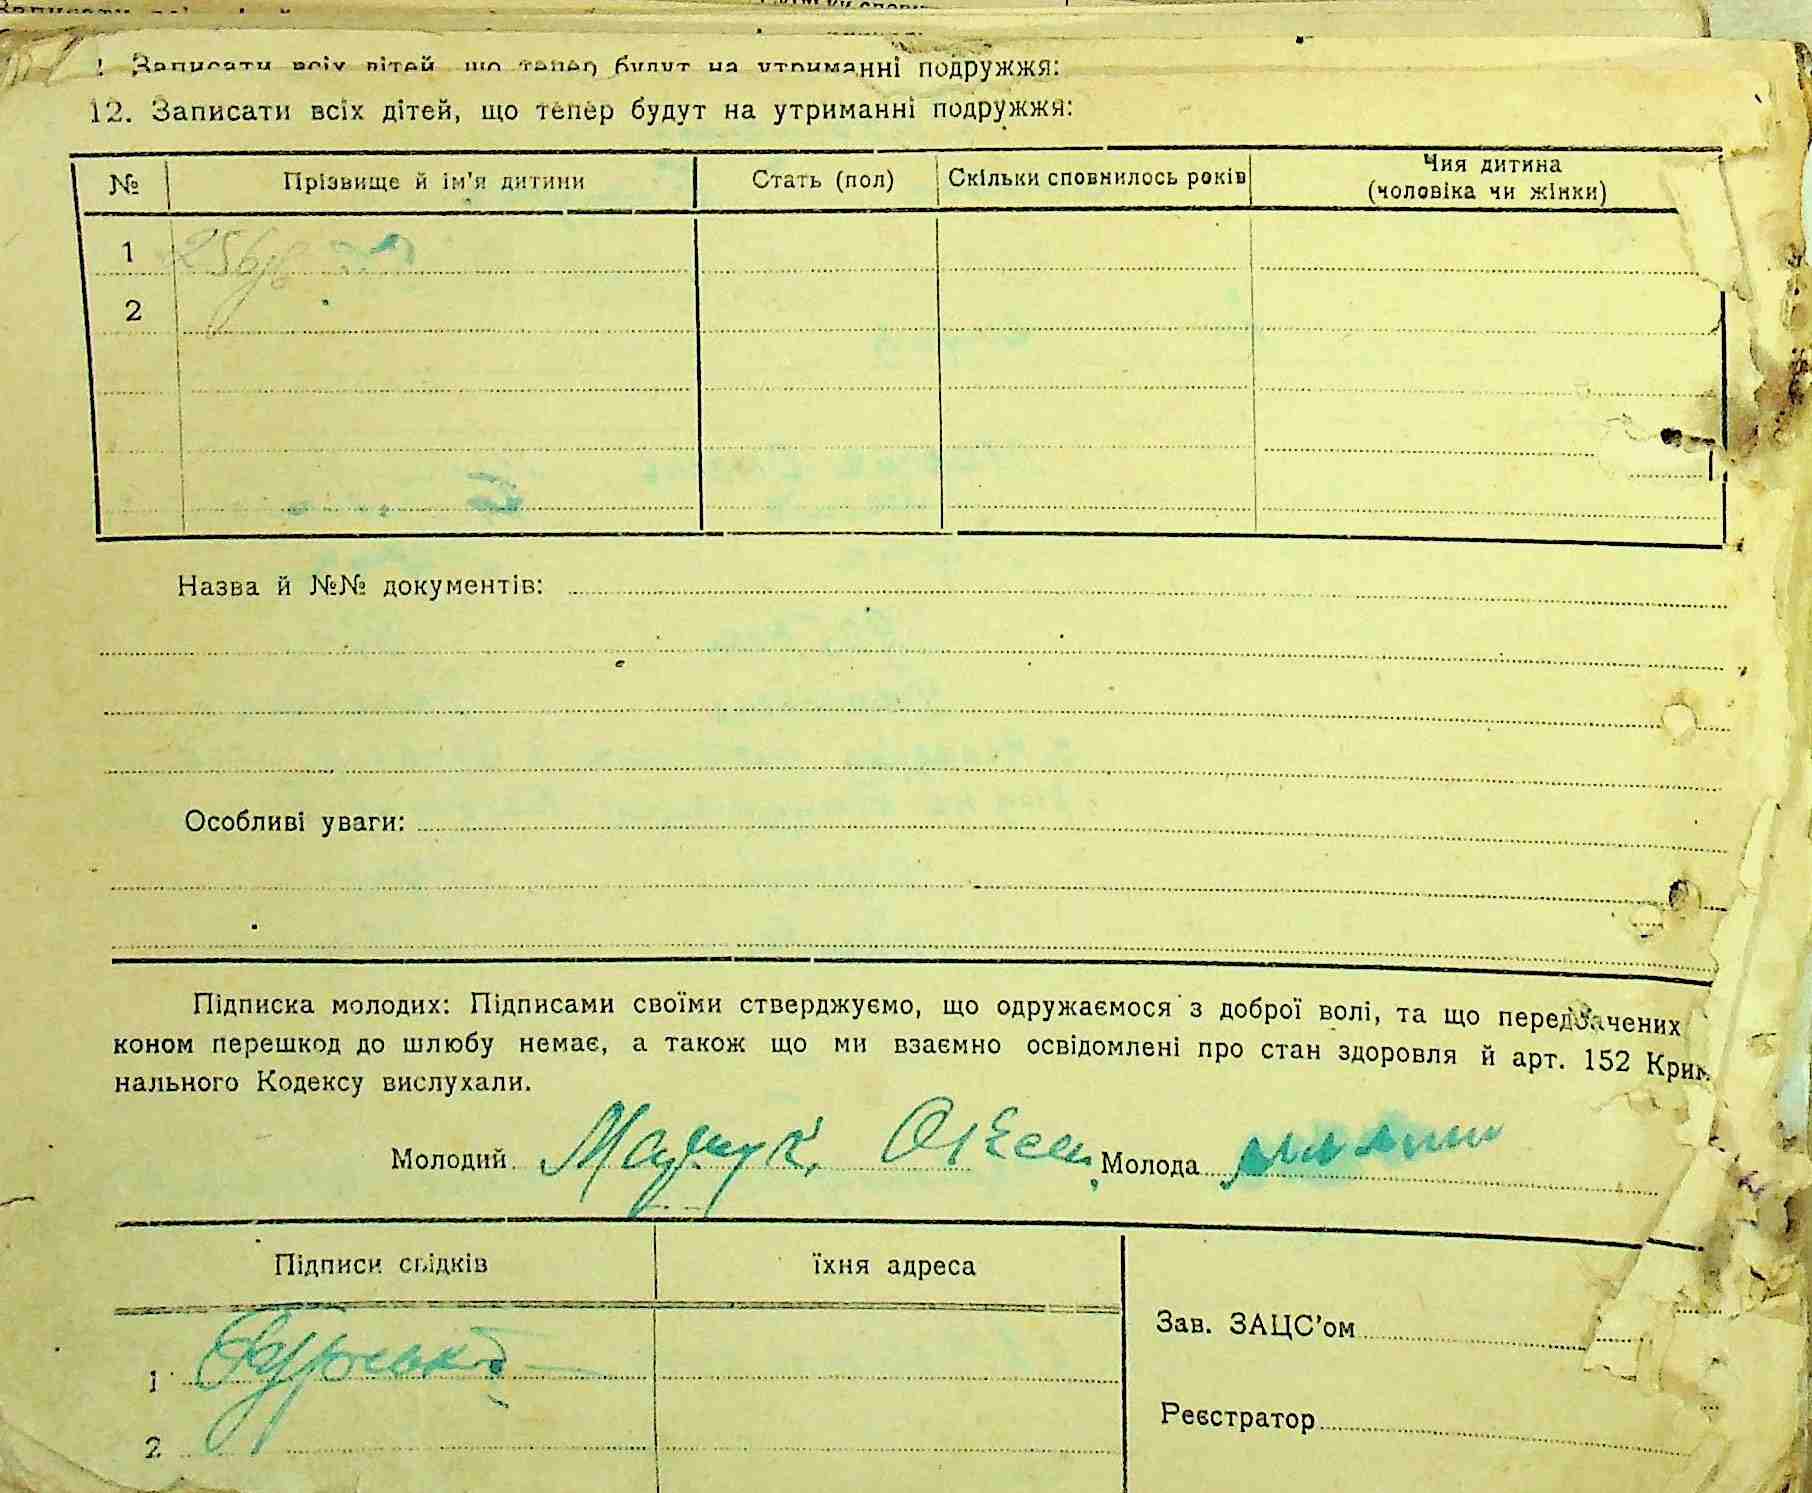 Записати всіх дітей, що тепер будут на утриманні подружжя:
12. Записати всіх дітей, що тепер будут на утриманні подружжя:
№ Прізвище й ім'я дитини Стать (пол) Скільки сповнилось років Чия дитина (чоловіка чи жінки)
1
2
Назва й №№ документів:
Особливі уваги:
Підписка молодих: Підписами своїми стверджуємо, що одружаємося з доброї волі, та що передбачених
коном перешкод до шлюбу немає, а також що ми взаємно освідомлені про стан здоровля й арт. 152 Крим
нального Кодексу вислухали.
Молодий Молода
Підписи свідків їхня адреса
Зав. ЗАЦС'ом
1
Реєстратор
2